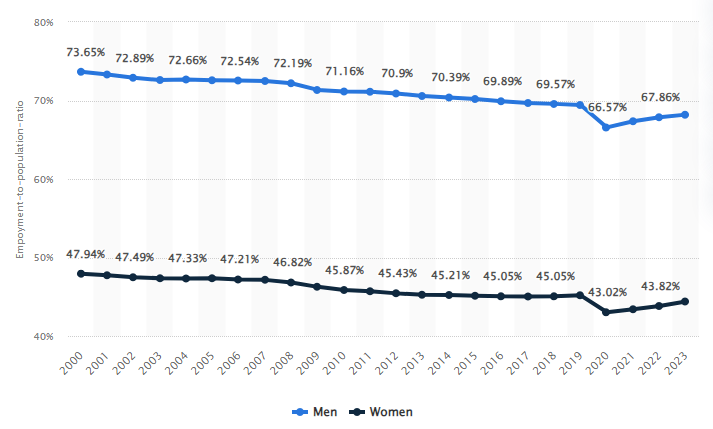 80%
73.65% 72.89% 72.66% 72.54% 72.19% 71.16% 70.9% 70.39% 69.89% 69.57% 66.57% 67.86%
70%
Empoyment-to-population-ratio
60%
50%
47.94% 47.49% 47.33% 47.21% 46.82% 45.87% 45.43% 45.21% 45.05% 45.05% 43.02% 43.82%
40%
2000 2001 2002 2003 2004 2005 2006 2007 2008 2009 2010 2011 2012 2013 2014 2015 2016 2017 2018 2019 2020 2021 2022 2023
Men Women